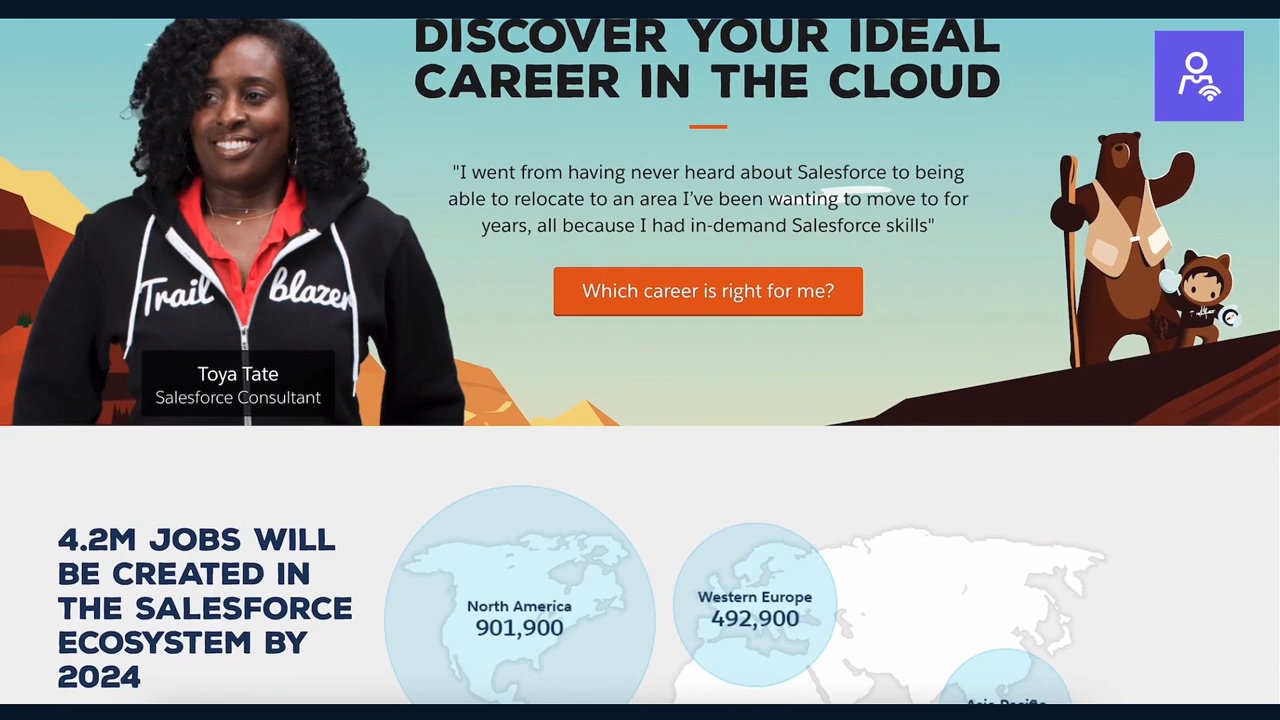 DISCOVER YOUR IDEAL
CAREER IN THE CLOUD
"I went from having never heard about Salesforce to being
able to relocate to an area I've been wanting to move to for
years, all because I had in-demand Salesforce skills"
Which career is right for me?
Trail blazer
Toya Tate
Salesforce Consultant
4.2M JOBS WILL
BE CREATED IN
THE SALESFORCE
ECOSYSTEM BY
2024
North America
901,900
Western Europe
492,900
Asia Pacific